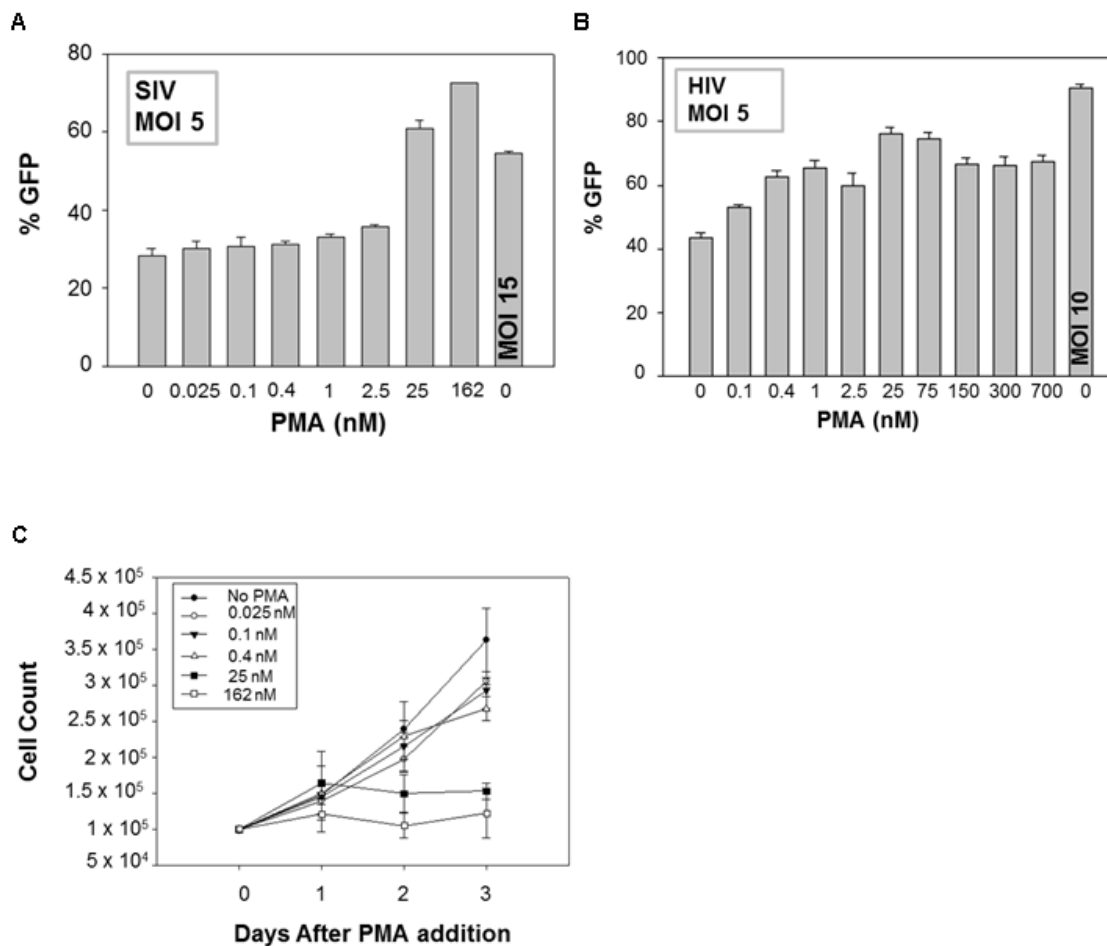 A
80
60
40
20
0
% GFP
SIV
MOI 5
MOI 15
0 0.025 0.1 0.4 1 2.5 25 162 0
PMA (nM)
B
100
80
60
40
20
0
% GFP
HIV
MOI 5
MOI 10
0 0.1 0.4 1 2.5 25 75 150 300 700 0
PMA (nM)
C
4.5 x 10⁵
4 x 10⁵
3.5 x 10⁵
3 x 10⁵
2.5 x 10⁵
2 x 10⁵
1.5 x 10⁵
1 x 10⁵
5 x 10⁴
Cell Count
No PMA
0.025 nM
0.1 nM
0.4 nM
25 nM
162 nM
0 1 2 3
Days After PMA addition